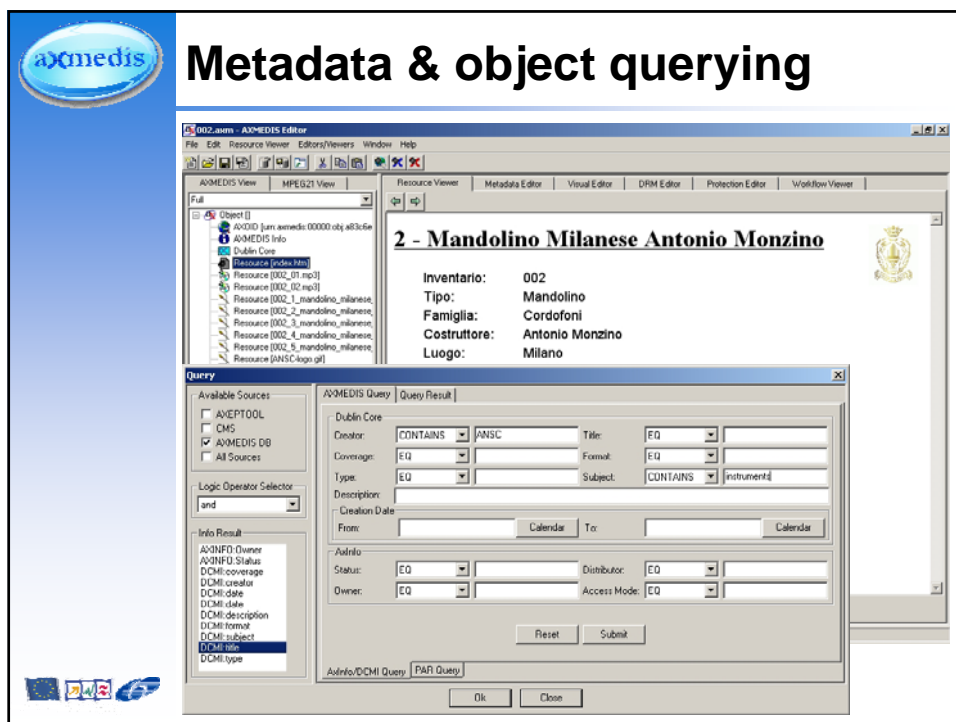 axmedis
Metadata & object querying
002.axm - AXMEDIS Editor
File Edit Resource Viewer Editors/Viewers Window Help
AXMEDIS View MPEG21 View
Resource Viewer Metadata Editor Visual Editor DRM Editor Protection Editor Workflow Viewer
Full
Object []
AXOID [urn:axmedis:00000:obj:a83c6e
AXMEDIS Info
Dublin Core
Resource [index.htm]
Resource [002_01.mp3]
Resource [002_02.mp3]
Resource [002_1_mandolino_milanese_
Resource [002_2_mandolino_milanese_
Resource [002_3_mandolino_milanese_
Resource [002_4_mandolino_milanese_
Resource [002_5_mandolino_milanese_
Resource [ANSC-logo.gif]
2 - Mandolino Milanese Antonio Monzino
Inventario: 002
Tipo: Mandolino
Famiglia: Cordofoni
Costruttore: Antonio Monzino
Luogo: Milano
Query
Available Sources
AXEPTOOL
CMS
AXMEDIS DB
All Sources
Logic Operator Selector
and
Info Result
AXINFO:Owner
AXINFO:Status
DCMI:coverage
DCMI:creator
DCMI:date
DCMI:date
DCMI:description
DCMI:format
DCMI:subject
DCMI:title
DCMI:type
AXMEDIS Query Query Result
Dublin Core
Creator: CONTAINS ANSC Title: EQ
Coverage: EQ Format: EQ
Type: EQ Subject: CONTAINS instruments
Description:
Creation Date
From: Calendar To: Calendar
AxInfo
Status: EQ Distributor: EQ
Owner: EQ Access Mode: EQ
Reset Submit
AxInfo/DCMI Query PAR Query
Ok Close